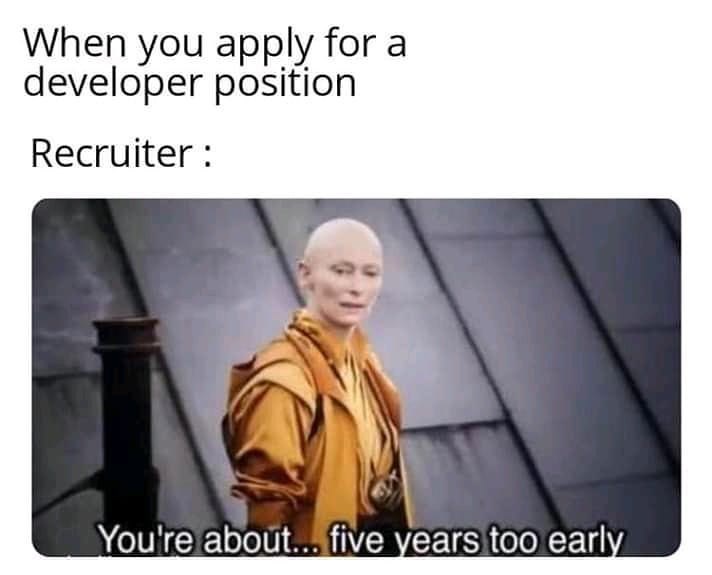 When you apply for a
developer position
Recruiter :
You're about... five years too early